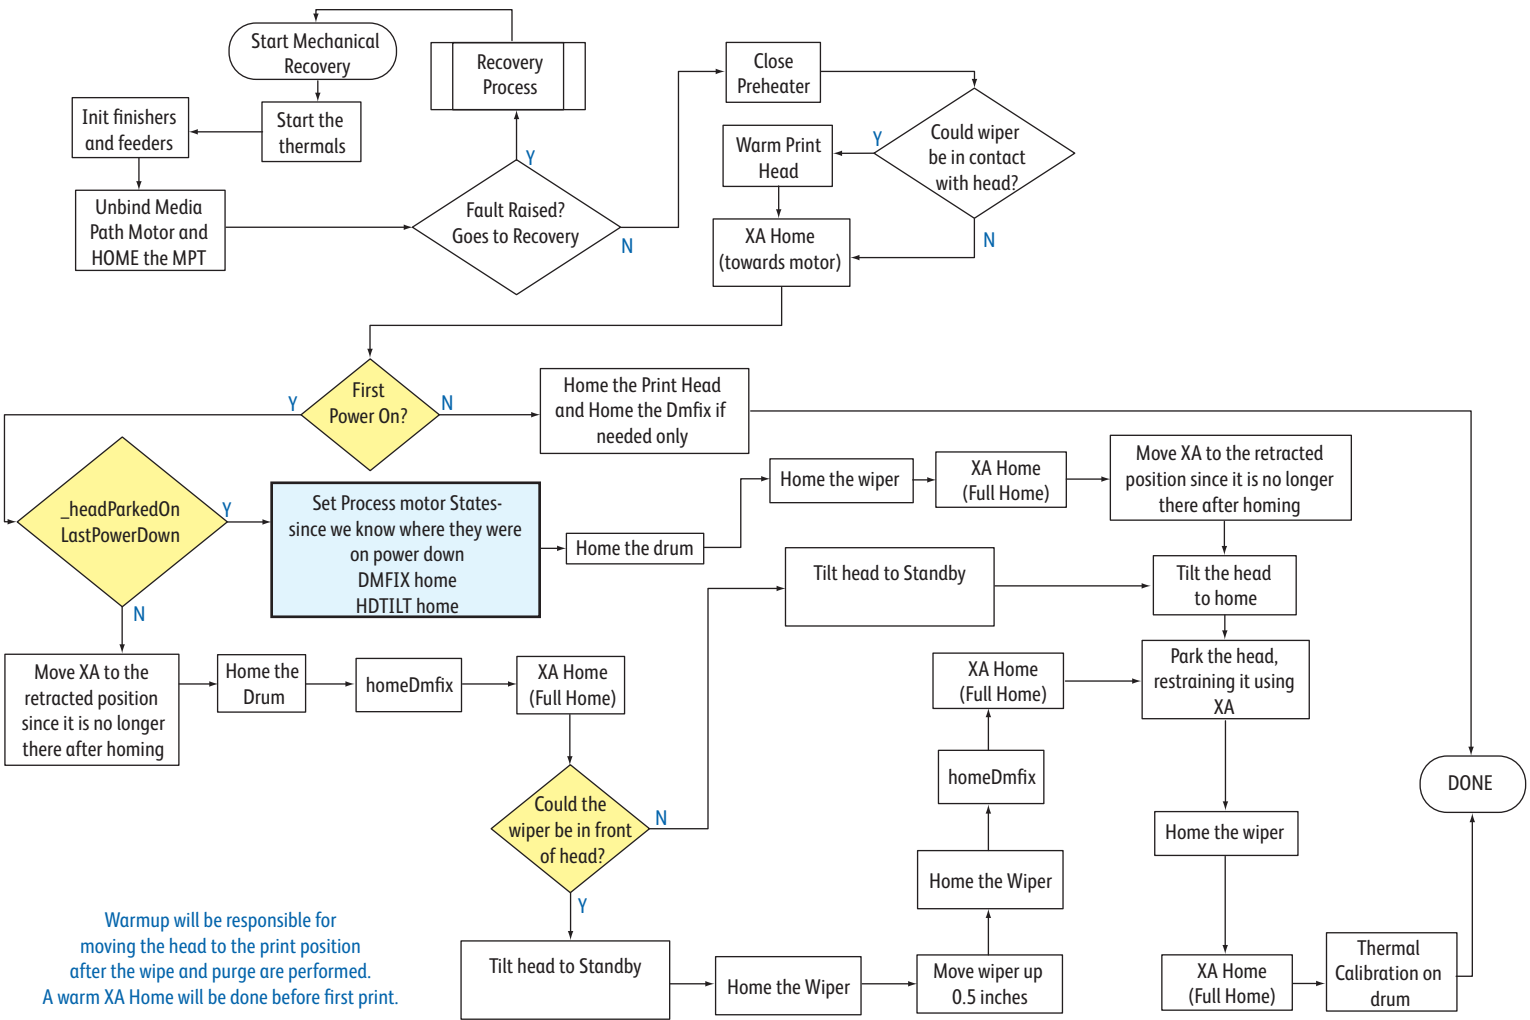 Start Mechanical
Recovery
Recovery
Process
Close
Preheater
Init finishers
and feeders
Start the
thermals
Y
Could wiper
be in contact
with head?
Y
Warm Print
Head
N
Unbind Media
Path Motor and
HOME the MPT
Fault Raised?
Goes to Recovery
N
XA Home
(towards motor)
First
Power On?
Y
N
Home the Print Head
and Home the Dmfix if
needed only
_headParkedOn
LastPowerDown
Y
N
Set Process motor States-
since we know where they were
on power down
DMFIX home
HDTILT home
Home the drum
Home the wiper
XA Home
(Full Home)
Move XA to the retracted
position since it is no longer
there after homing
Tilt head to Standby
Tilt the head
to home
Move XA to the
retracted position
since it is no longer
there after homing
Home the
Drum
homeDmfix
XA Home
(Full Home)
XA Home
(Full Home)
Park the head,
restraining it using
XA
Could the
wiper be in front
of head?
N
Y
homeDmfix
DONE
Home the wiper
Home the Wiper
Warmup will be responsible for
moving the head to the print position
after the wipe and purge are performed.
A warm XA Home will be done before first print.
Tilt head to Standby
Home the Wiper
Move wiper up
0.5 inches
XA Home
(Full Home)
Thermal
Calibration on
drum